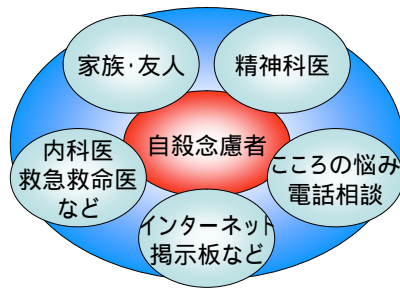 家族・友人
精神科医
自殺念慮者
内科医
救急救命医
など
こころの悩み
電話相談
インターネット
掲示板など